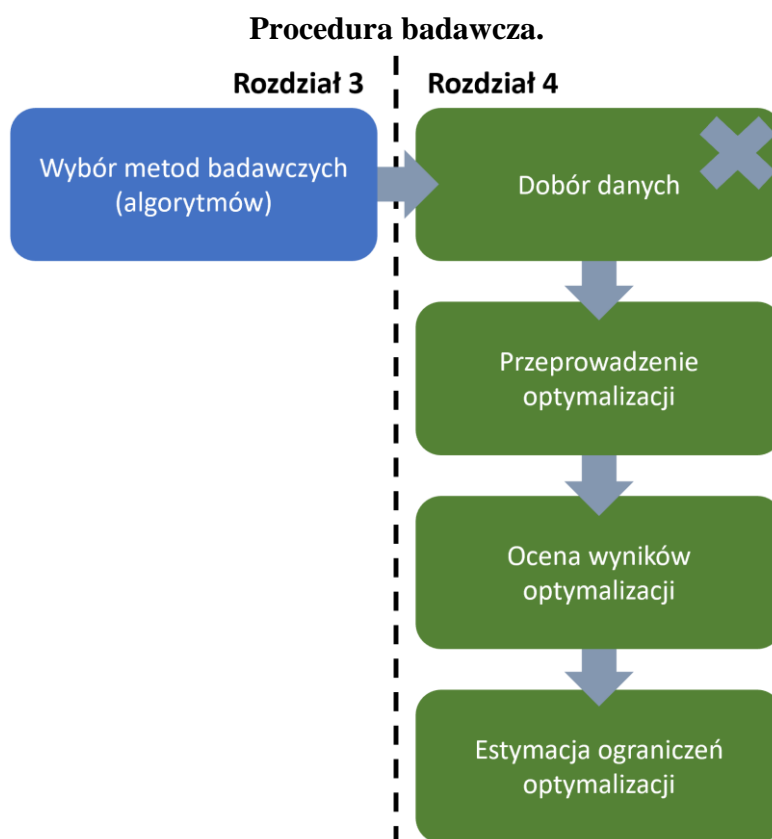 Procedura badawcza.
Rozdział 3
Rozdział 4
Wybór metod badawczych
(algorytmów)
Dobór danych
Przeprowadzenie
optymalizacji
Ocena wyników
optymalizacji
Estymacja ograniczeń
optymalizacji